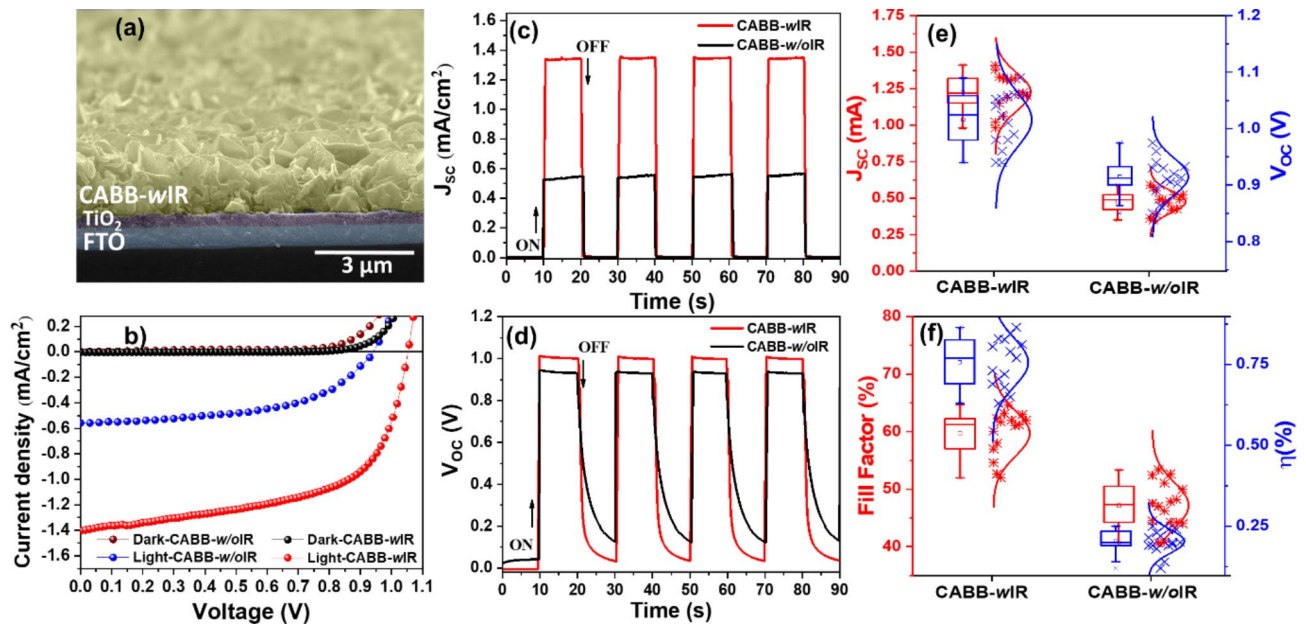 (a)
CABB-wIR
TiO₂
FTO
3 µm
b)
Current density (mA/cm²)
0.2
0.0
-0.2
-0.4
-0.6
-0.8
-1.0
-1.2
-1.4
-1.6
Dark-CABB-w/oIR
Dark-CABB-wIR
Light-CABB-w/oIR
Light-CABB-wIR
0.0 0.1 0.2 0.3 0.4 0.5 0.6 0.7 0.8 0.9 1.0 1.1
Voltage (V)
(c)
CABB-wIR
CABB-w/oIR
OFF
ON
J_SC (mA/cm²)
1.6
1.4
1.2
1.0
0.8
0.6
0.4
0.2
0.0
0 10 20 30 40 50 60 70 80 90
Time (s)
(d)
CABB-wIR
CABB-w/oIR
OFF
ON
V_OC (V)
1.2
1.0
0.8
0.6
0.4
0.2
0.0
0 10 20 30 40 50 60 70 80 90
Time (s)
(e)
J_SC (mA)
1.75
1.50
1.25
1.00
0.75
0.50
0.25
0.00
1.2
1.1
1.0
0.9
0.8
V_OC (V)
CABB-wIR
CABB-w/oIR
(f)
Fill Factor (%)
80
70
60
50
40
0.75
0.50
0.25
η(%)
CABB-wIR
CABB-w/oIR